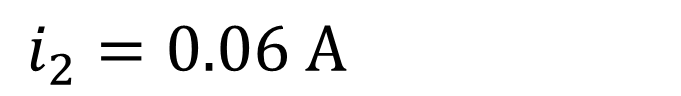 i₂ = 0.06 A